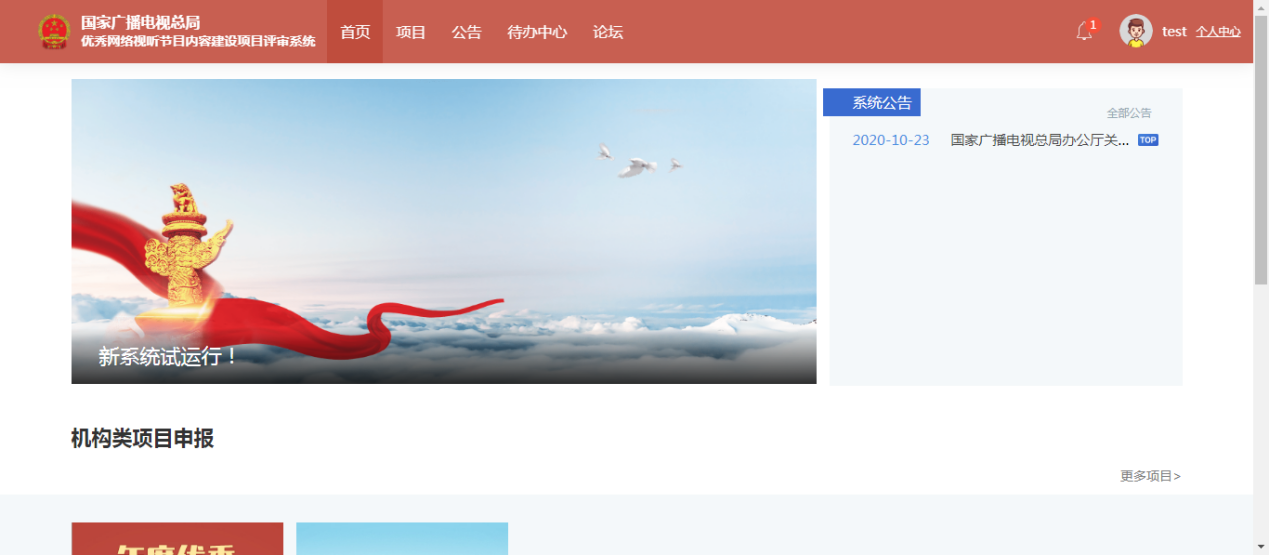 国家广播电视总局
优秀网络视听节目内容建设项目评审系统
首页 项目 公告 待办中心 论坛
1
test 个人中心
系统公告
全部公告
2020-10-23 国家广播电视总局办公厅关... TOP
新系统试运行！
机构类项目申报
更多项目>